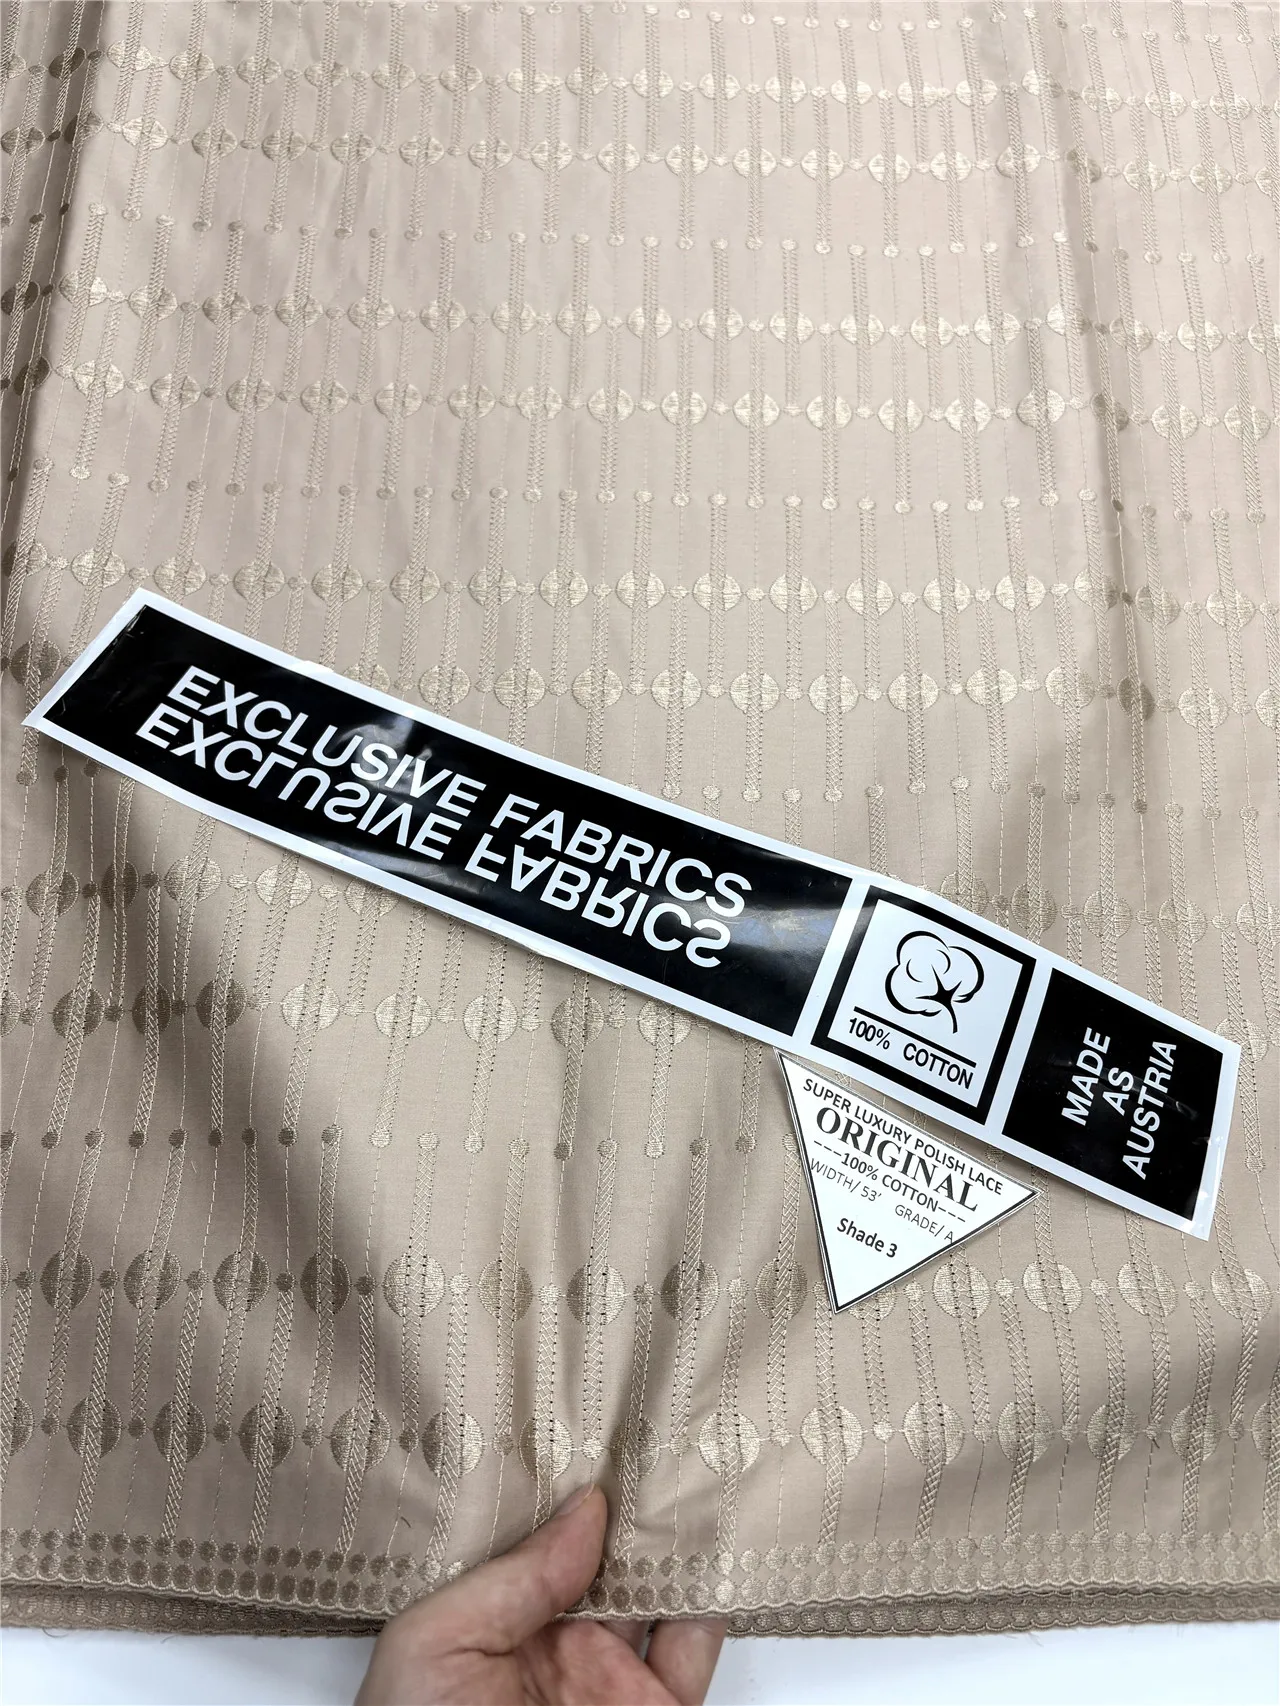 EXCLUSIVE FABRICS
EXCLUSIVE FABRICS
100% COTTON
MADE
AS
AUSTRIA
SUPER LUXURY POLISH LACE
ORIGINAL
---100% COTTON---
WIDTH/ 53'
GRADE/ A
Shade 3